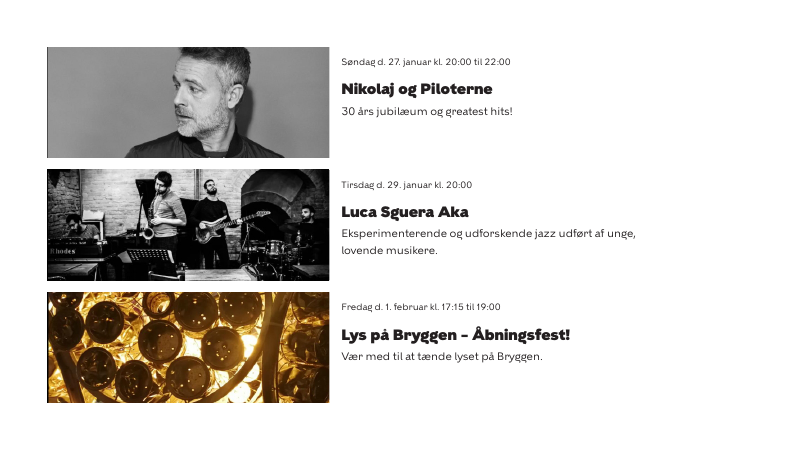 Søndag d. 27. januar kl. 20:00 til 22:00
Nikolaj og Piloterne
30 års jubilæum og greatest hits!
Tirsdag d. 29. januar kl. 20:00
Luca Sguera Aka
Eksperimenterende og udforskende jazz udført af unge,
lovende musikere.
Rhodes
Fredag d. 1. februar kl. 17:15 til 19:00
Lys på Bryggen – Åbningsfest!
Vær med til at tænde lyset på Bryggen.